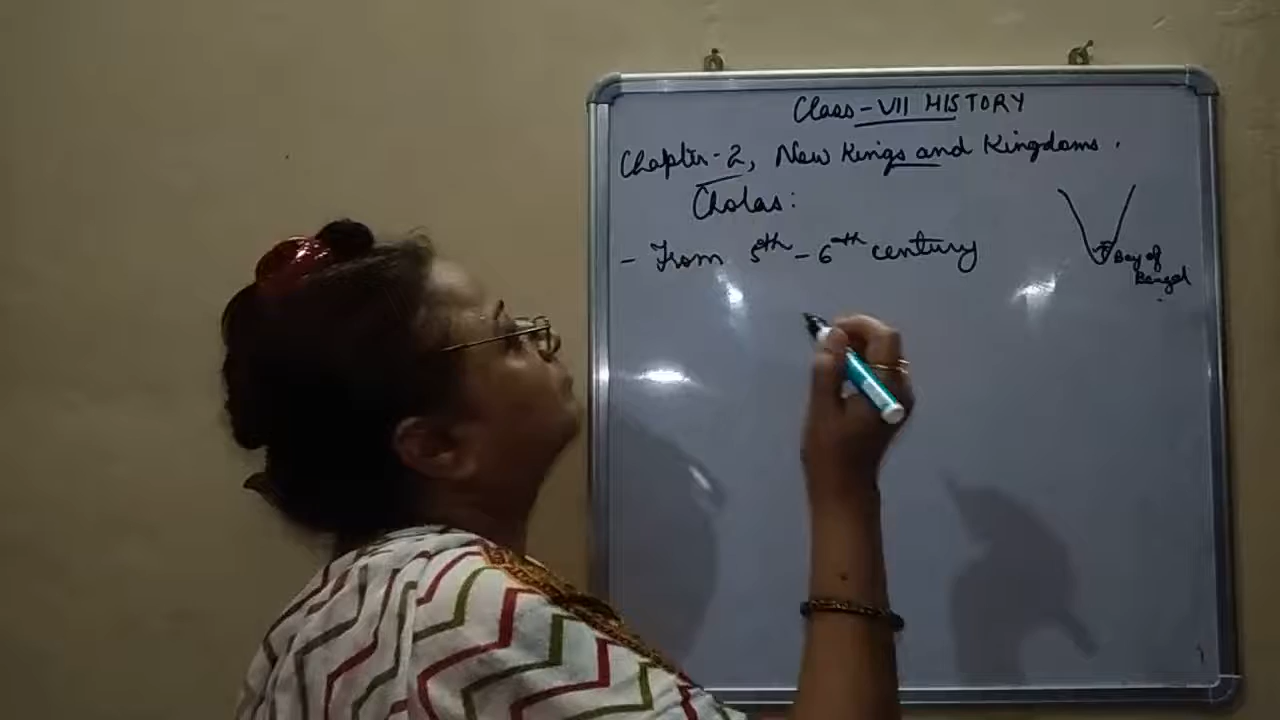 Class-VII HISTORY
Chapter-2, New Kings and Kingdoms.
Cholas:
- From 5th - 6th century
Bay of
Bengal